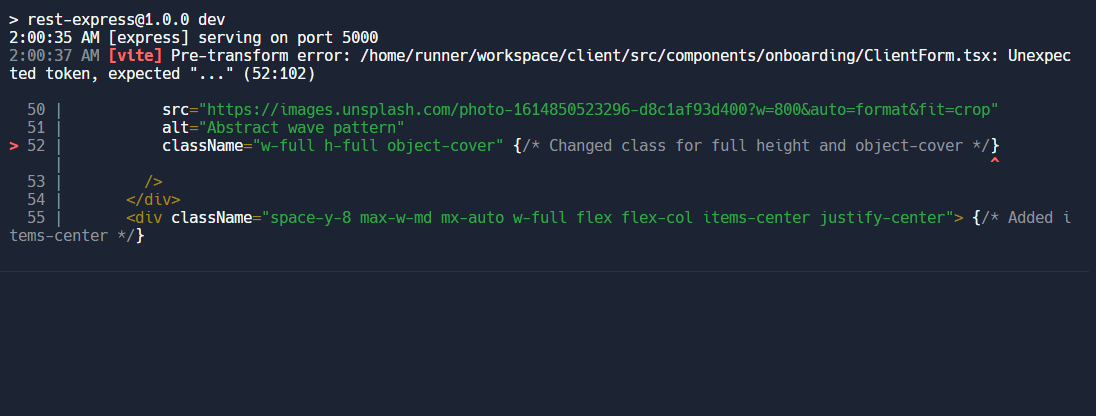 > rest-express@1.0.0 dev
2:00:35 AM [express] serving on port 5000
2:00:37 AM [vite] Pre-transform error: /home/runner/workspace/client/src/components/onboarding/ClientForm.tsx: Unexpec
ted token, expected "..." (52:102)
50 |           src="https://images.unsplash.com/photo-1614850523296-d8c1af93d400?w=800&auto=format&fit=crop"
51 |           alt="Abstract wave pattern"
> 52 |           className="w-full h-full object-cover" {/* Changed class for full height and object-cover */}
|                                                                                                       ^
53 |         />
54 |       </div>
55 |       <div className="space-y-8 max-w-md mx-auto w-full flex flex-col items-center justify-center"> {/* Added i
tems-center */}